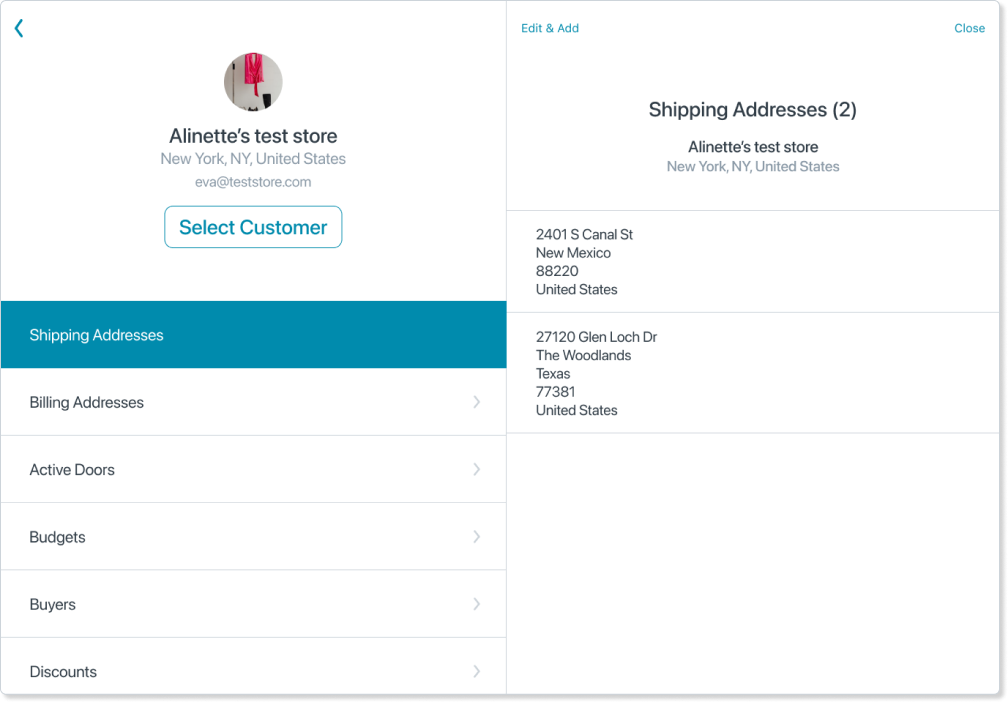 Alinette’s test store
New York, NY, United States
eva@teststore.com
Select Customer
Shipping Addresses
Billing Addresses
Active Doors
Budgets
Buyers
Discounts
Edit & Add
Close
Shipping Addresses (2)
Alinette’s test store
New York, NY, United States
2401 S Canal St
New Mexico
88220
United States
27120 Glen Loch Dr
The Woodlands
Texas
77381
United States